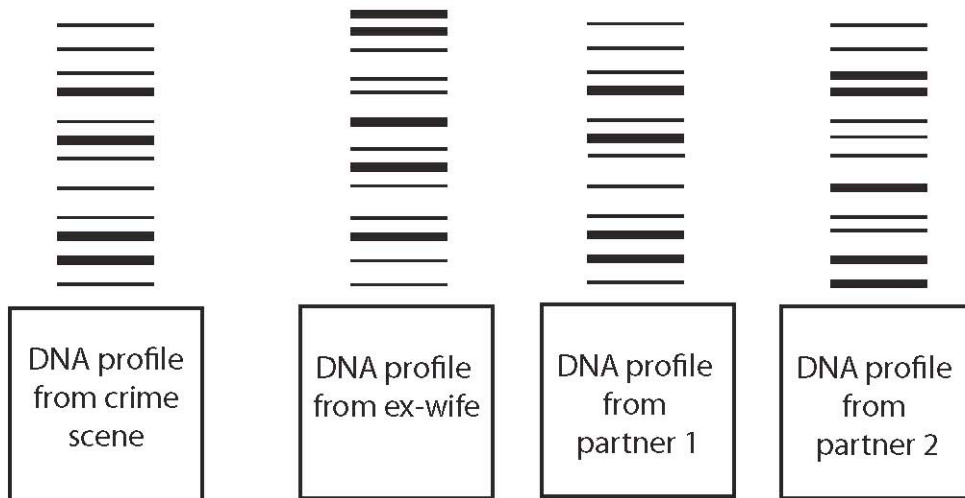 DNA profile
from crime
scene
DNA profile
from ex-wife
DNA profile
from
partner 1
DNA profile
from
partner 2